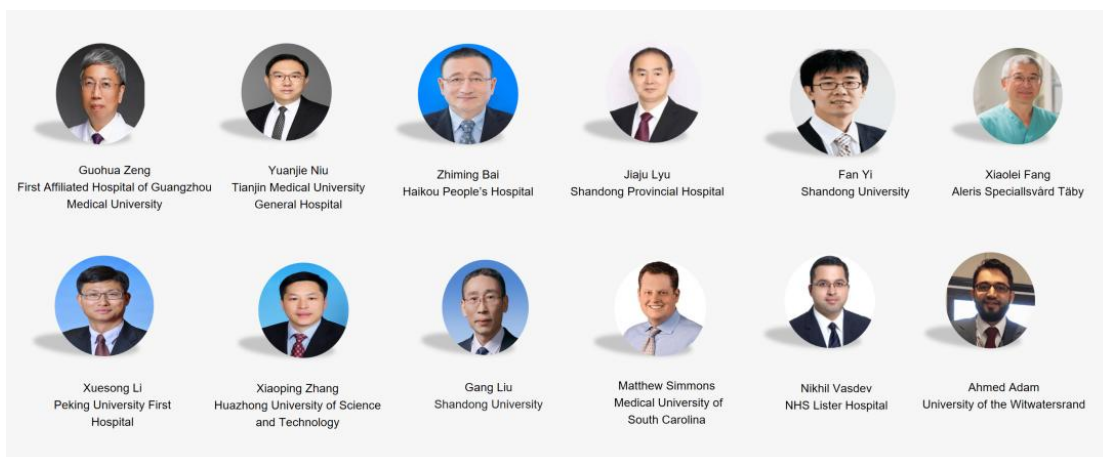 Guohua Zeng
First Affiliated Hospital of Guangzhou
Medical University
Yuanjie Niu
Tianjin Medical University
General Hospital
Zhiming Bai
Haikou People's Hospital
Jiaju Lyu
Shandong Provincial Hospital
Fan Yi
Shandong University
Xiaolei Fang
Aleris Speciallsvård Täby
Xuesong Li
Peking University First
Hospital
Xiaoping Zhang
Huazhong University of Science
and Technology
Gang Liu
Shandong University
Matthew Simmons
Medical University of
South Carolina
Nikhil Vasdev
NHS Lister Hospital
Ahmed Adam
University of the Witwatersrand